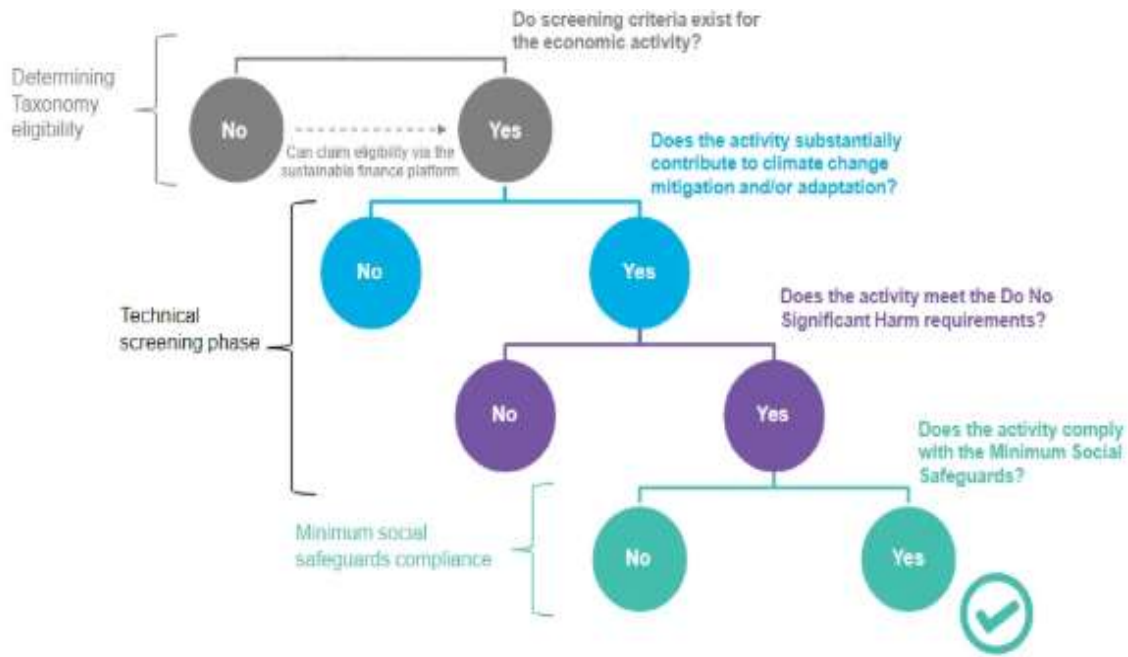 Do screening criteria exist for
the economic activity?
Determining
Taxonomy
eligibility
No
Yes
Can claim eligibility via the
sustainable finance platform
Does the activity substantially
contribute to climate change
mitigation and/or adaptation?
No
Yes
Technical
screening phase
Does the activity meet the Do No
Significant Harm requirements?
No
Yes
Does the activity comply
with the Minimum Social
Safeguards?
Minimum social
safeguards compliance
No
Yes